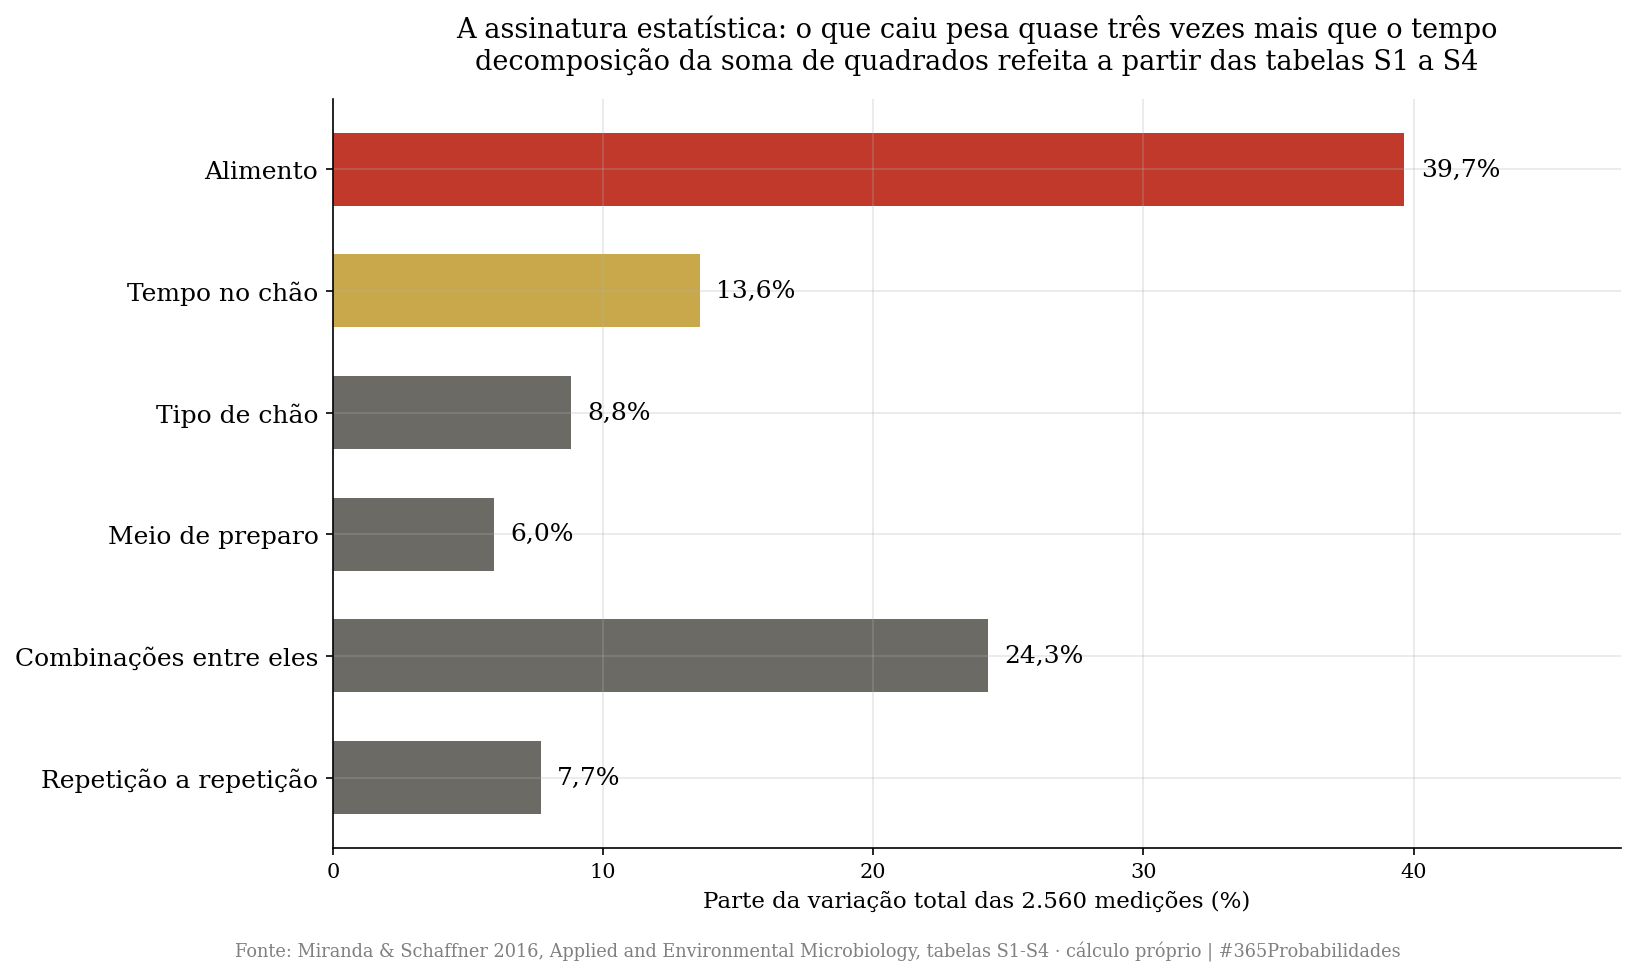 A assinatura estatística: o que caiu pesa quase três vezes mais que o tempo
decomposição da soma de quadrados refeita a partir das tabelas S1 a S4
Alimento
39,7%
Tempo no chão
13,6%
Tipo de chão
8,8%
Meio de preparo
6,0%
Combinações entre eles
24,3%
Repetição a repetição
7,7%
0
10
20
30
40
Parte da variação total das 2.560 medições (%)
Fonte: Miranda & Schaffner 2016, Applied and Environmental Microbiology, tabelas S1-S4 · cálculo próprio | #365Probabilidades